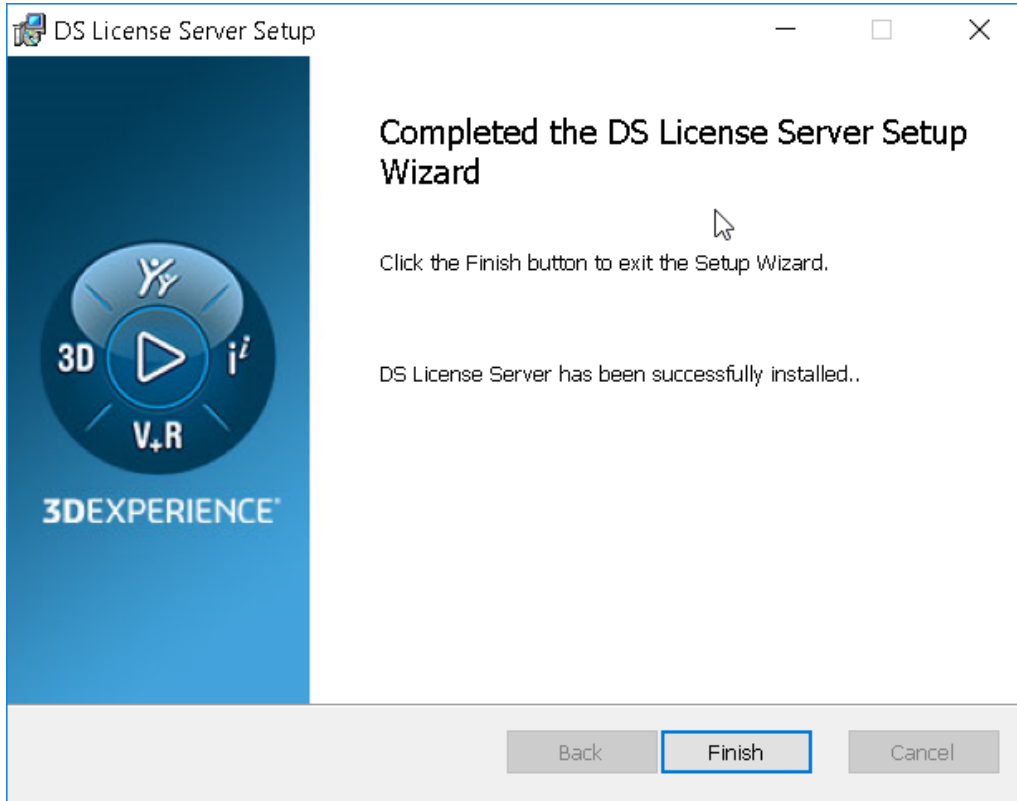 DS License Server Setup
Completed the DS License Server Setup
Wizard
Click the Finish button to exit the Setup Wizard.
DS License Server has been successfully installed..
3D
iⁱ
V+R
3DEXPERIENCE®
Back
Finish
Cancel